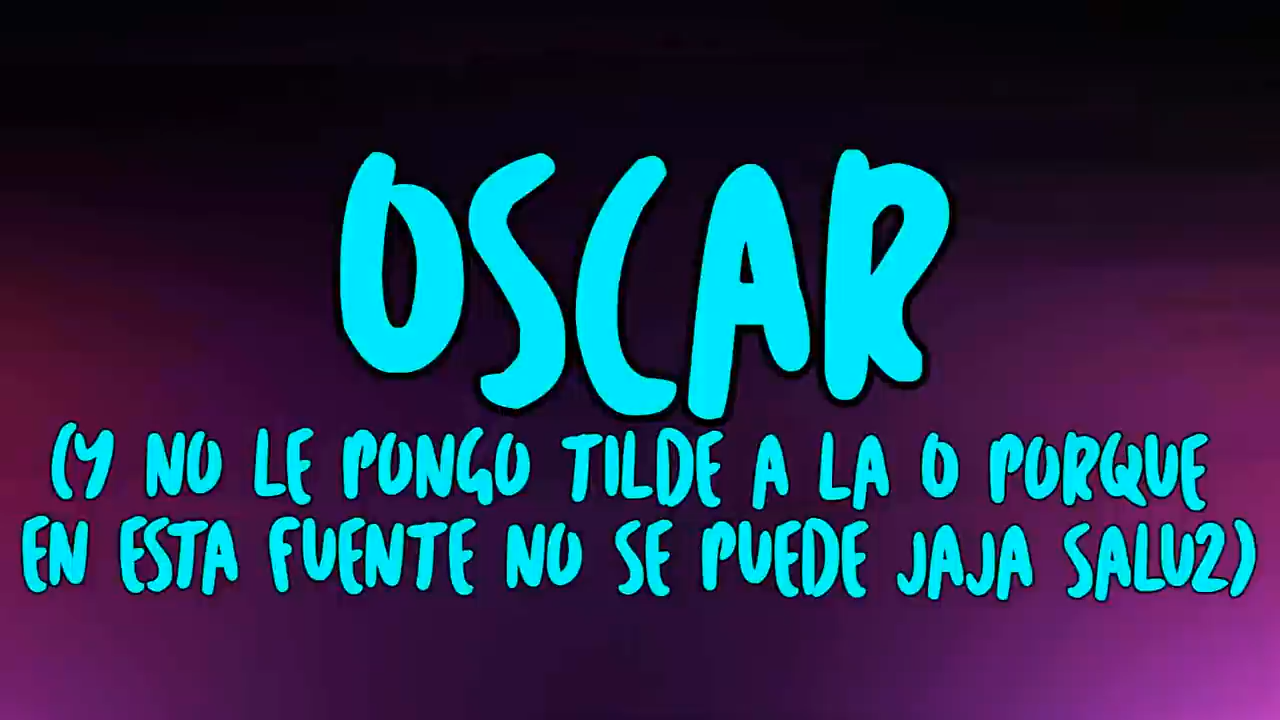 OSCAR
(Y NO LE PONGO TILDE A LA O PORQUE
EN ESTA FUENTE NO SE PUEDE JAJA SALU2)